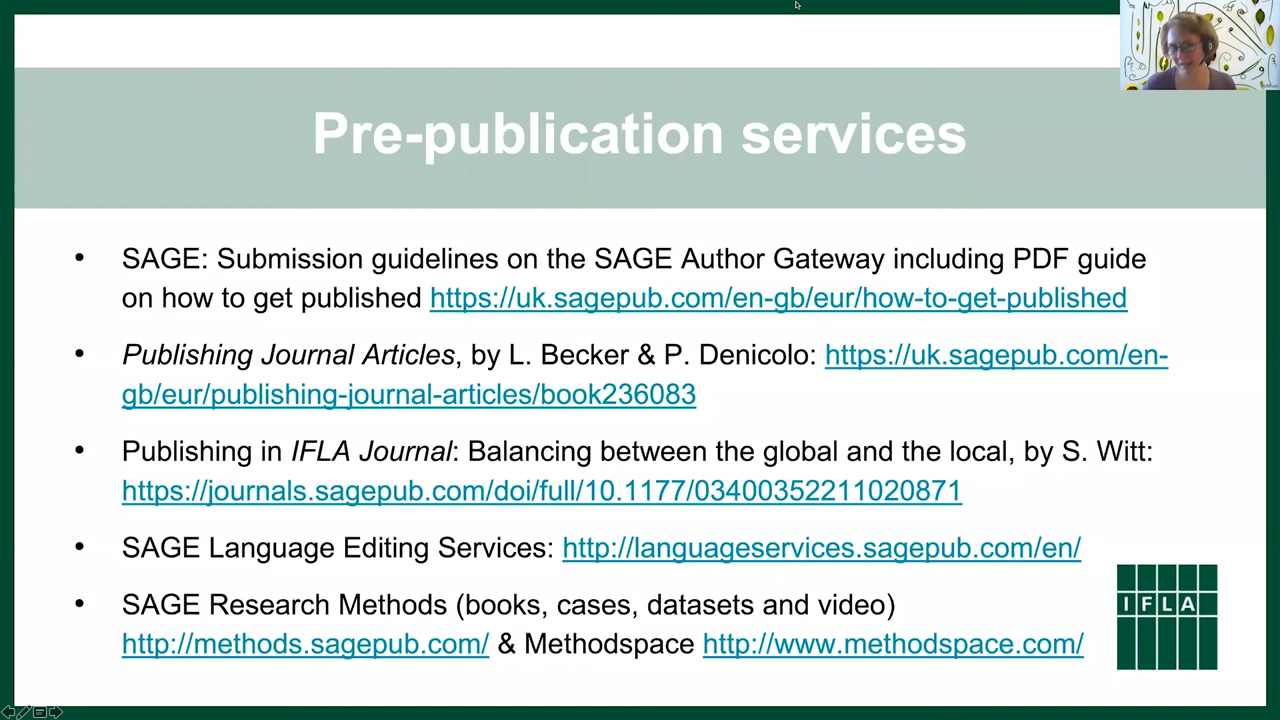 Pre-publication services
• SAGE: Submission guidelines on the SAGE Author Gateway including PDF guide
on how to get published https://uk.sagepub.com/en-gb/eur/how-to-get-published
• Publishing Journal Articles, by L. Becker & P. Denicolo: https://uk.sagepub.com/en-
gb/eur/publishing-journal-articles/book236083
• Publishing in IFLA Journal: Balancing between the global and the local, by S. Witt:
https://journals.sagepub.com/doi/full/10.1177/03400352211020871
• SAGE Language Editing Services: http://languageservices.sagepub.com/en/
• SAGE Research Methods (books, cases, datasets and video)
http://methods.sagepub.com/ & Methodspace http://www.methodspace.com/
IFLA